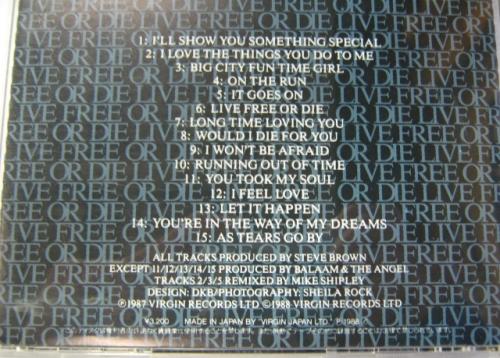 1: I'LL SHOW YOU SOMETHING SPECIAL
2: I LOVE THE THINGS YOU DO TO ME
3: BIG CITY FUN TIME GIRL
4: ON THE RUN
5: IT GOES ON
6: LIVE FREE OR DIE
7: LONG TIME LOVING YOU
8: WOULD I DIE FOR YOU
9: I WON'T BE AFRAID
10: RUNNING OUT OF TIME
11: YOU TOOK MY SOUL
12: I FEEL LOVE
13: LET IT HAPPEN
14: YOU'RE IN THE WAY OF MY DREAMS
15: AS TEARS GO BY
ALL TRACKS PRODUCED BY STEVE BROWN
EXCEPT 11/12/13/14/15 PRODUCED BY BALAAM & THE ANGEL
TRACKS 2/3/5 REMIXED BY MIKE SHIPLEY
DESIGN: DKB/PHOTOGRAPHY: SHEILA ROCK
℗1987 VIRGIN RECORDS LTD ©1988 VIRGIN RECORDS LTD
¥3,200 MADE IN JAPAN BY "VIRGIN JAPAN LTD."